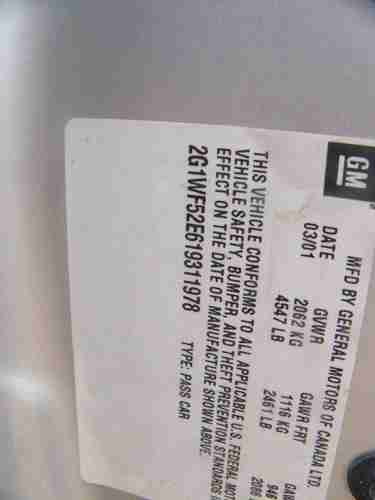 GM
MFD BY GENERAL MOTORS OF CANADA LTD.
DATE GVWR GAWR FRT
03/01 2062 KG 1116 KG 946
4547 LB 2461 LB
THIS VEHICLE CONFORMS TO ALL APPLICABLE U.S. FEDERAL MOTOR
VEHICLE SAFETY, BUMPER, AND THEFT PREVENTION STANDARDS
EFFECT ON THE DATE OF MANUFACTURE SHOWN ABOVE.
2G1WF52E619311978 TYPE: PASS CAR